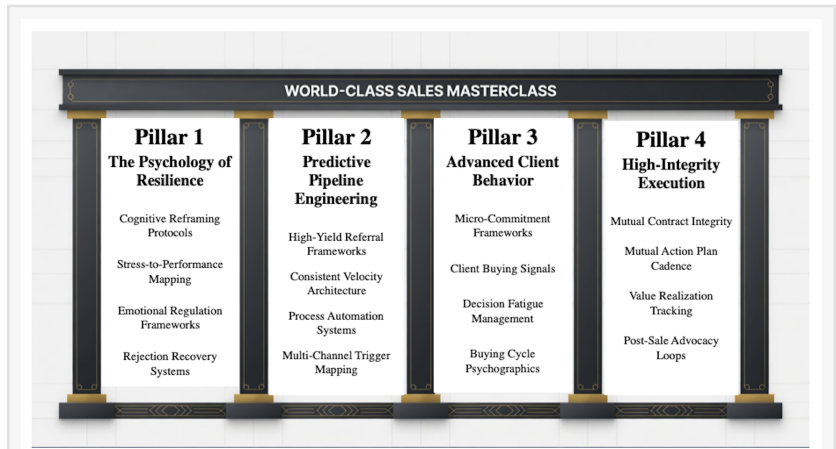 WORLD-CLASS SALES MASTERCLASS
Pillar 1
The Psychology of
Resilience
Cognitive Reframing
Protocols
Stress-to-Performance
Mapping
Emotional Regulation
Frameworks
Rejection Recovery
Systems
Pillar 2
Predictive
Pipeline
Engineering
High-Yield Referral
Frameworks
Consistent Velocity
Architecture
Process Automation
Systems
Multi-Channel Trigger
Mapping
Pillar 3
Advanced Client
Behavior
Micro-Commitment
Frameworks
Client Buying Signals
Decision Fatigue
Management
Buying Cycle
Psychographics
Pillar 4
High-Integrity
Execution
Mutual Contract Integrity
Mutual Action Plan
Cadence
Value Realization
Tracking
Post-Sale Advocacy
Loops